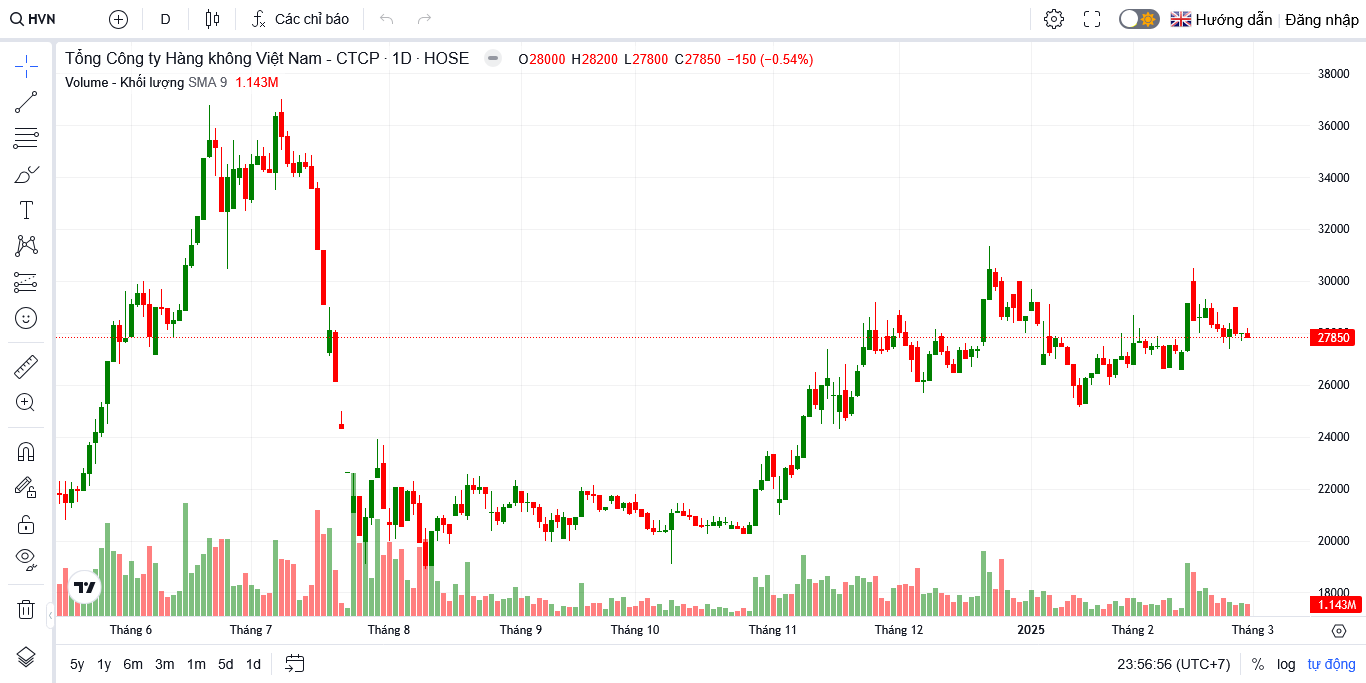 HVN D Các chỉ báo Hướng dẫn Đăng nhập
Tổng Công ty Hàng không Việt Nam - CTCP · 1D · HOSE O28000 H28200 L27800 C27850 −150 (−0.54%)
Volume - Khối lượng SMA 9 1.143M
38000
36000
34000
32000
30000
27850
26000
24000
22000
20000
18000
1.143M
Tháng 6 Tháng 7 Tháng 8 Tháng 9 Tháng 10 Tháng 11 Tháng 12 2025 Tháng 2 Tháng 3
5y 1y 6m 3m 1m 5d 1d 23:56:56 (UTC+7) % log tự động